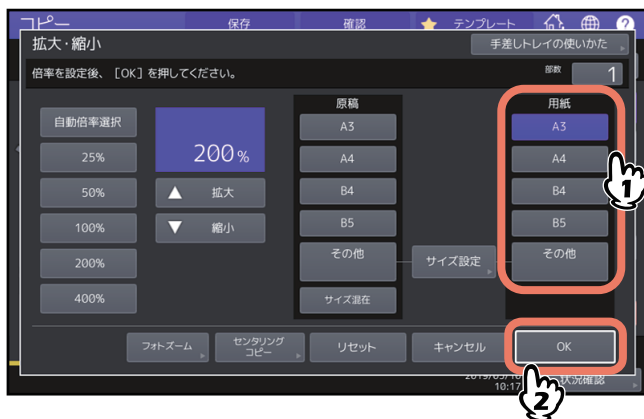 コピー 保存 確認 テンプレート
拡大・縮小 手差しトレイの使いかた
倍率を設定後、［OK］を押してください。 部数 1
原稿 用紙
自動倍率選択 200% A3 A3
25% A4 A4
50% 拡大 B4 B4
100% 縮小 B5 B5
200% その他 サイズ設定 その他
400% サイズ混在
フォトズーム センタリング
コピー リセット キャンセル OK
10:17 状況確認
1
2